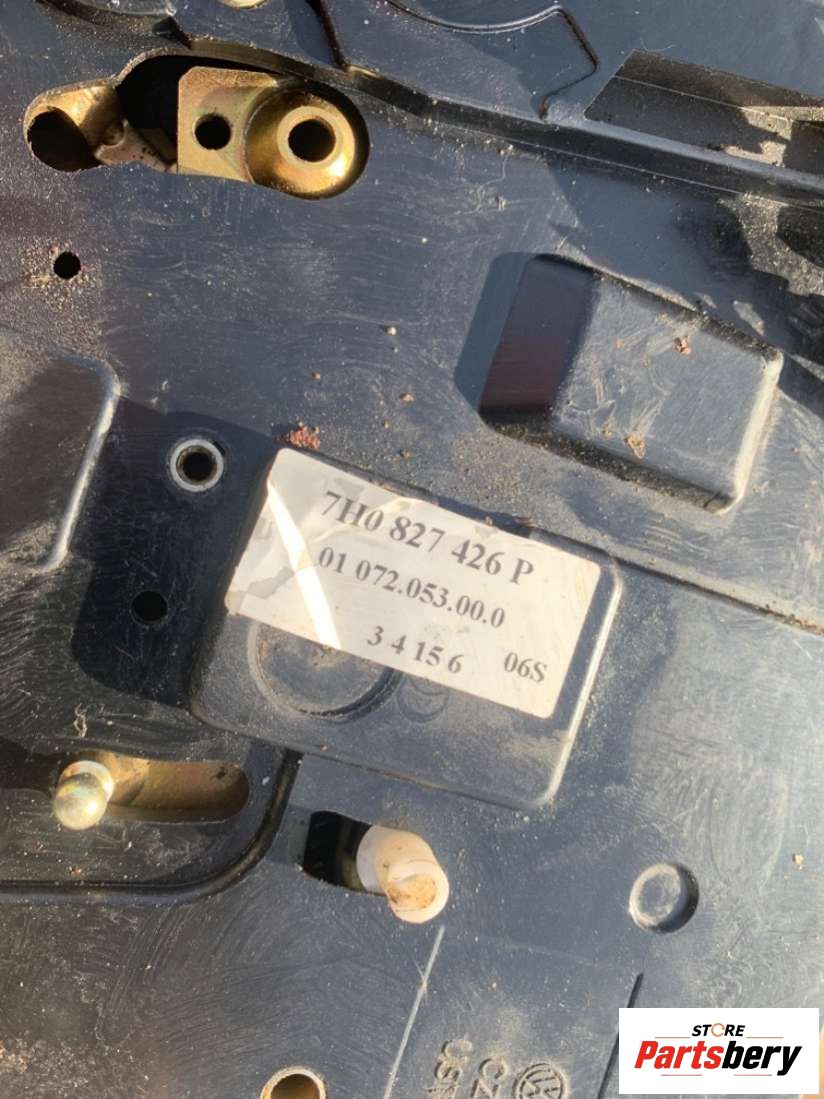 7H0 827 426 P
01 072.053.00.0
3 4 15 6 06S
STORE
Partsbery